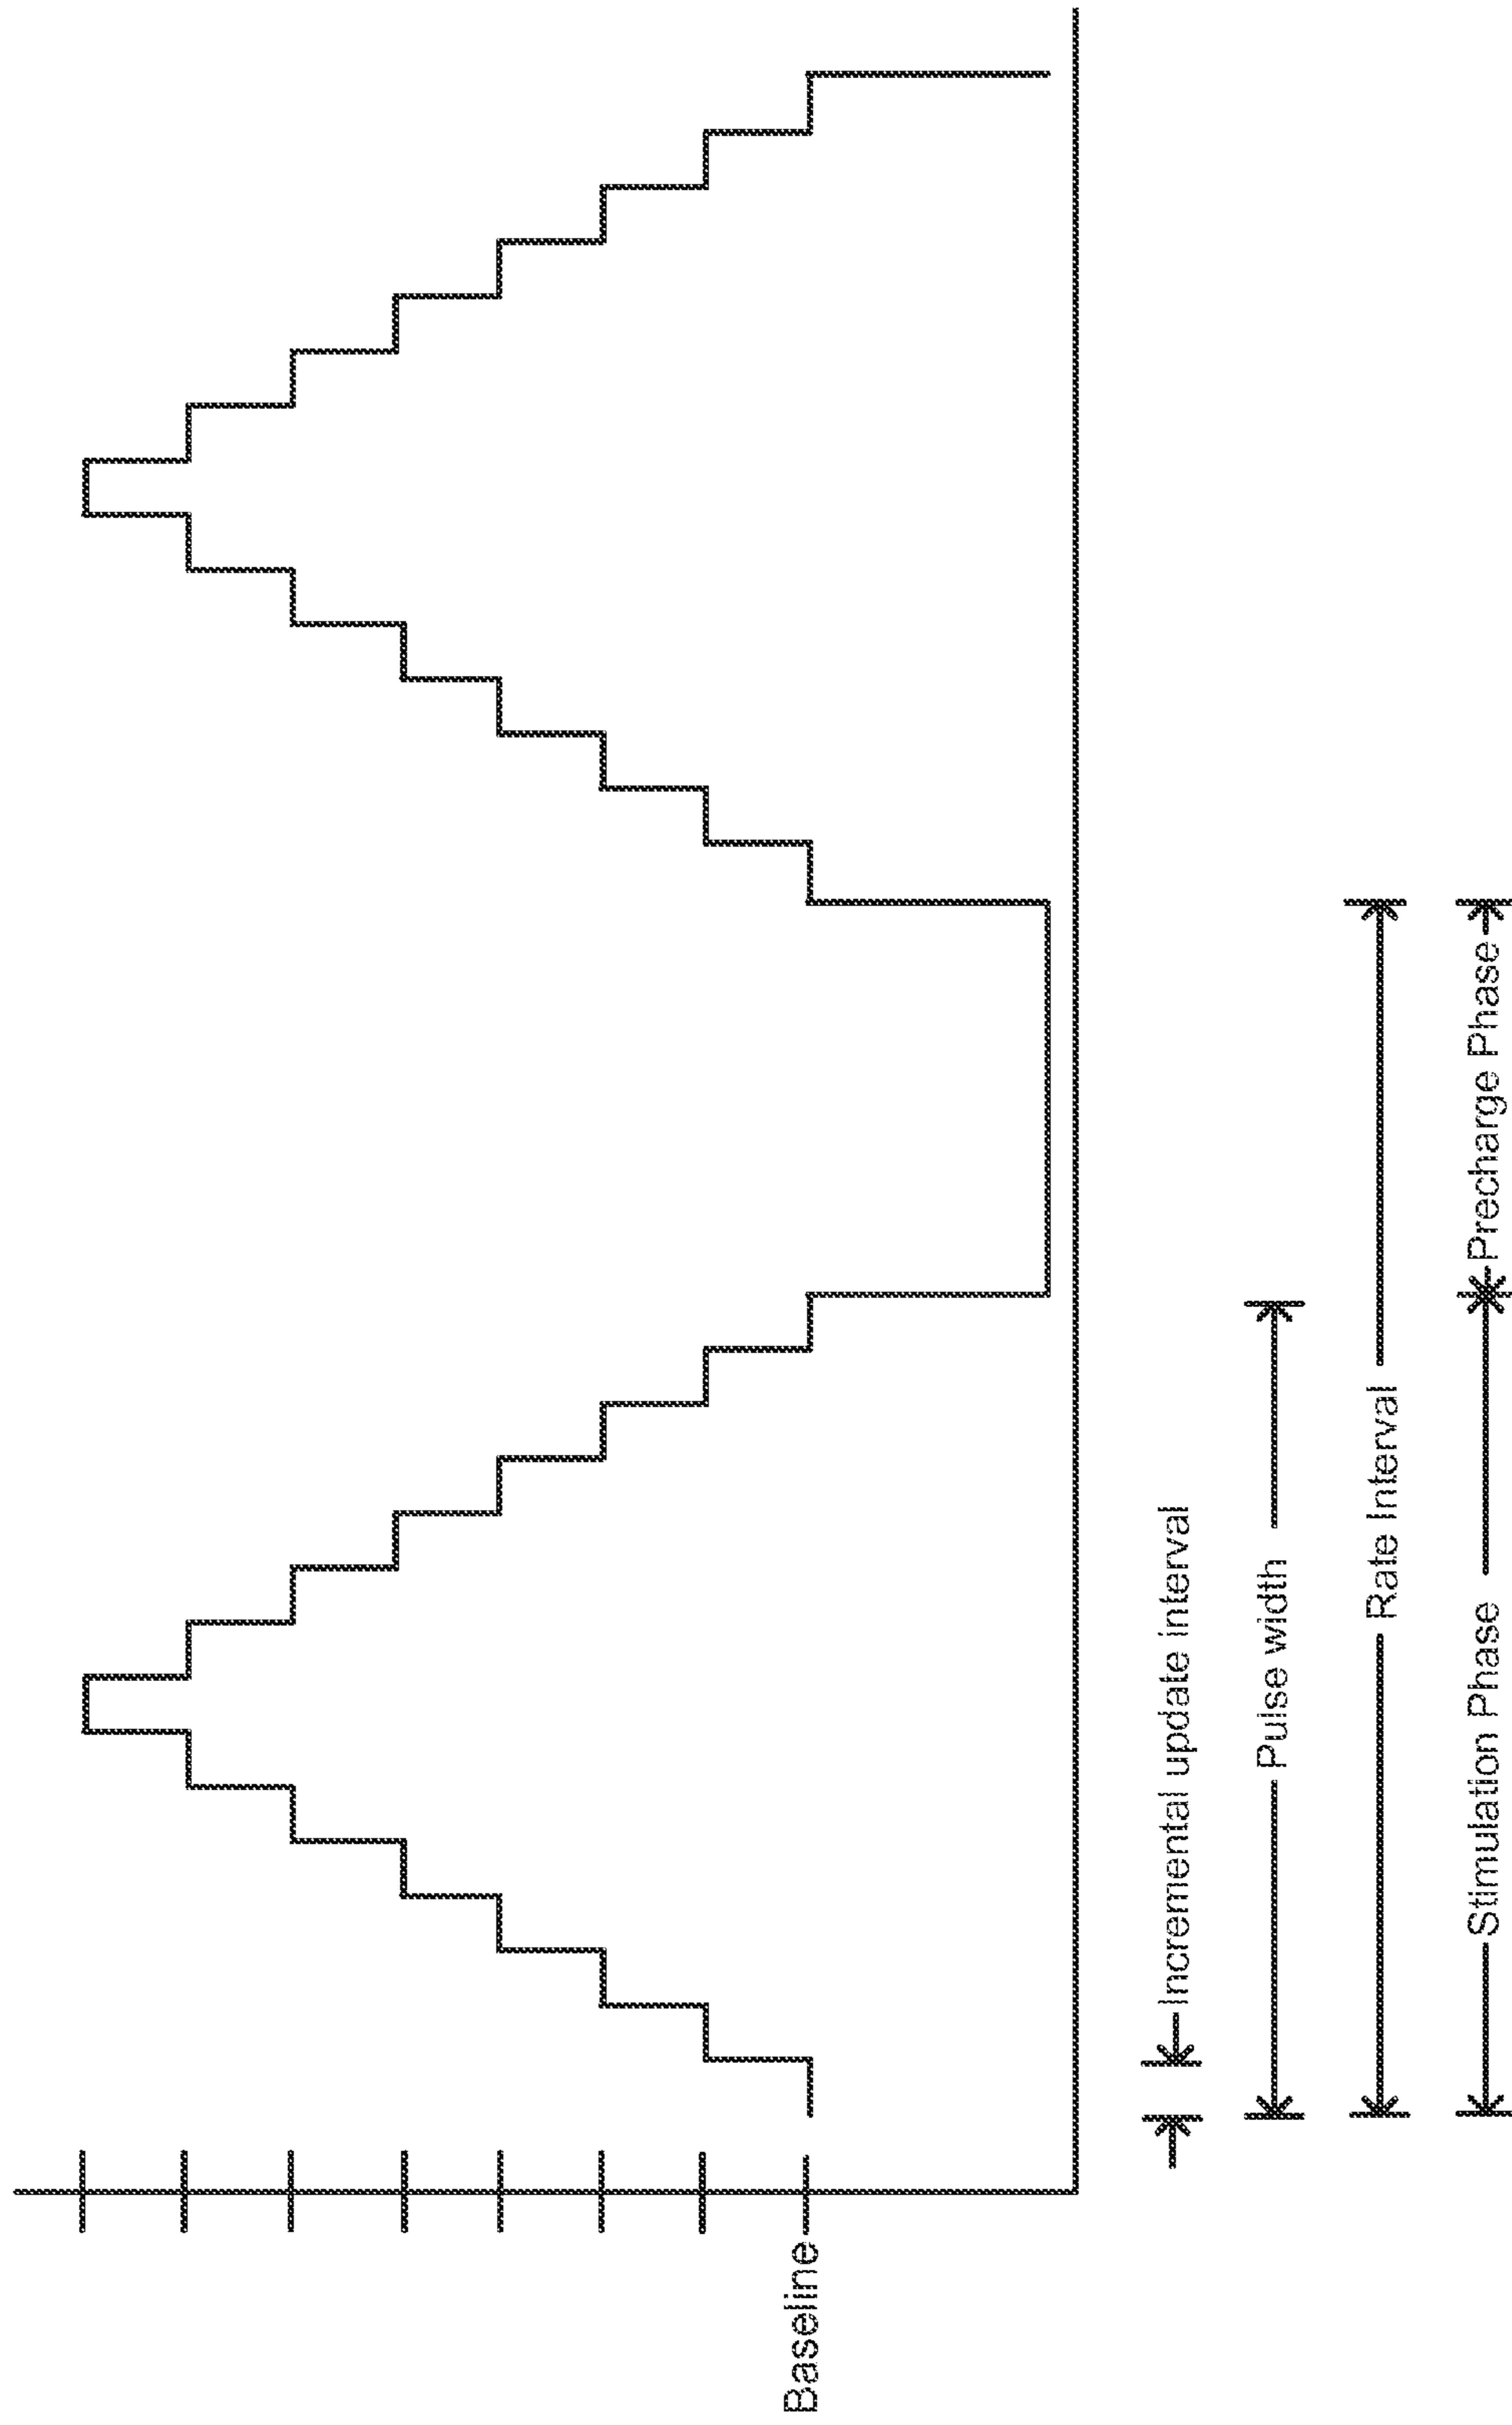 Baseline
Incremental update interval
Pulse width
Rate Interval
Stimulation Phase
Precharge Phase